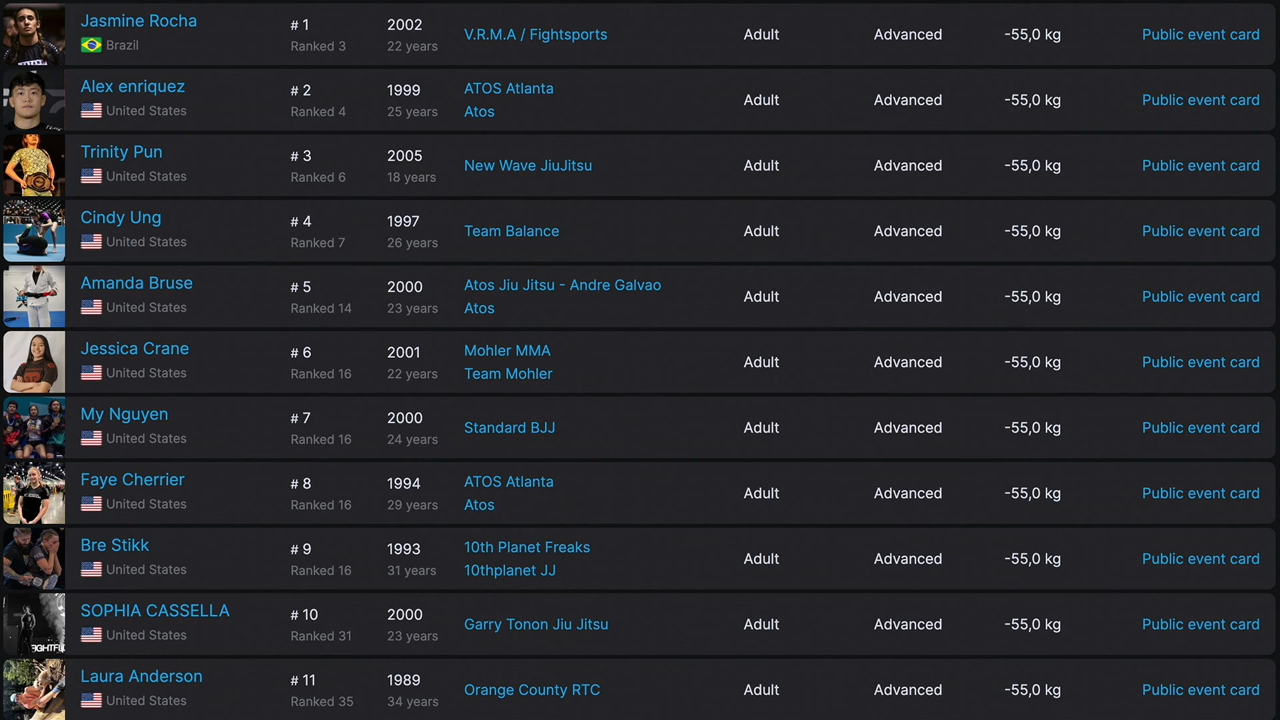 Jasmine Rocha # 1 2002 V.R.M.A / Fightsports Adult Advanced -55,0 kg Public event card
Brazil Ranked 3 22 years
Alex enriquez # 2 1999 ATOS Atlanta Adult Advanced -55,0 kg Public event card
United States Ranked 4 25 years Atos
Trinity Pun # 3 2005 New Wave JiuJitsu Adult Advanced -55,0 kg Public event card
United States Ranked 6 18 years
Cindy Ung # 4 1997 Team Balance Adult Advanced -55,0 kg Public event card
United States Ranked 7 26 years
Amanda Bruse # 5 2000 Atos Jiu Jitsu - Andre Galvao Adult Advanced -55,0 kg Public event card
United States Ranked 14 23 years Atos
Jessica Crane # 6 2001 Mohler MMA Adult Advanced -55,0 kg Public event card
United States Ranked 16 22 years Team Mohler
My Nguyen # 7 2000 Standard BJJ Adult Advanced -55,0 kg Public event card
United States Ranked 16 24 years
Faye Cherrier # 8 1994 ATOS Atlanta Adult Advanced -55,0 kg Public event card
United States Ranked 16 29 years Atos
Bre Stikk # 9 1993 10th Planet Freaks Adult Advanced -55,0 kg Public event card
United States Ranked 16 31 years 10thplanet JJ
SOPHIA CASSELLA # 10 2000 Garry Tonon Jiu Jitsu Adult Advanced -55,0 kg Public event card
United States Ranked 31 23 years
Laura Anderson # 11 1989 Orange County RTC Adult Advanced -55,0 kg Public event card
United States Ranked 35 34 years